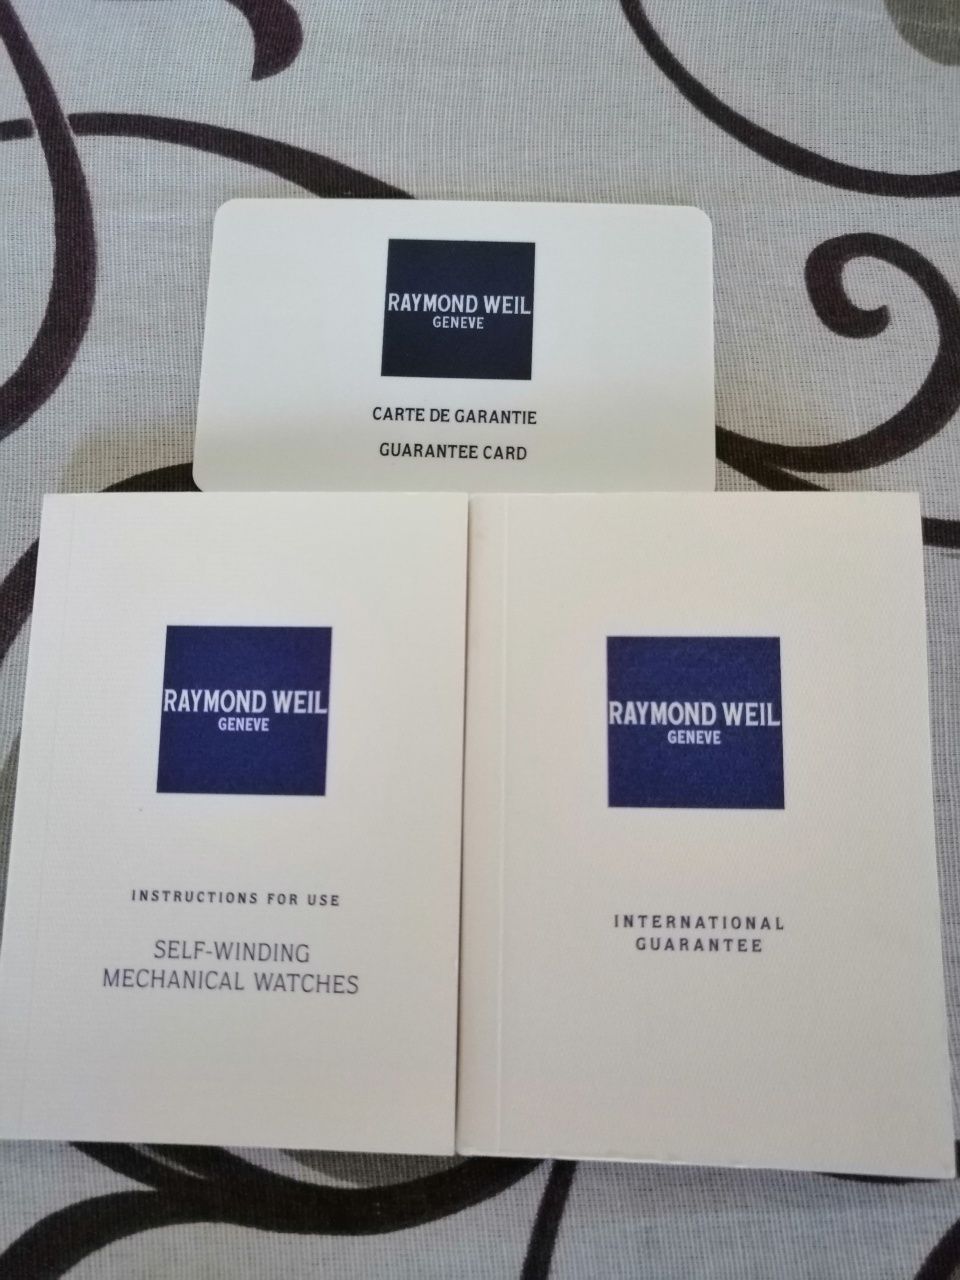 RAYMOND WEIL
GENEVE
CARTE DE GARANTIE
GUARANTEE CARD
RAYMOND WEIL
GENEVE
INSTRUCTIONS FOR USE
SELF-WINDING
MECHANICAL WATCHES
RAYMOND WEIL
GENEVE
INTERNATIONAL
GUARANTEE